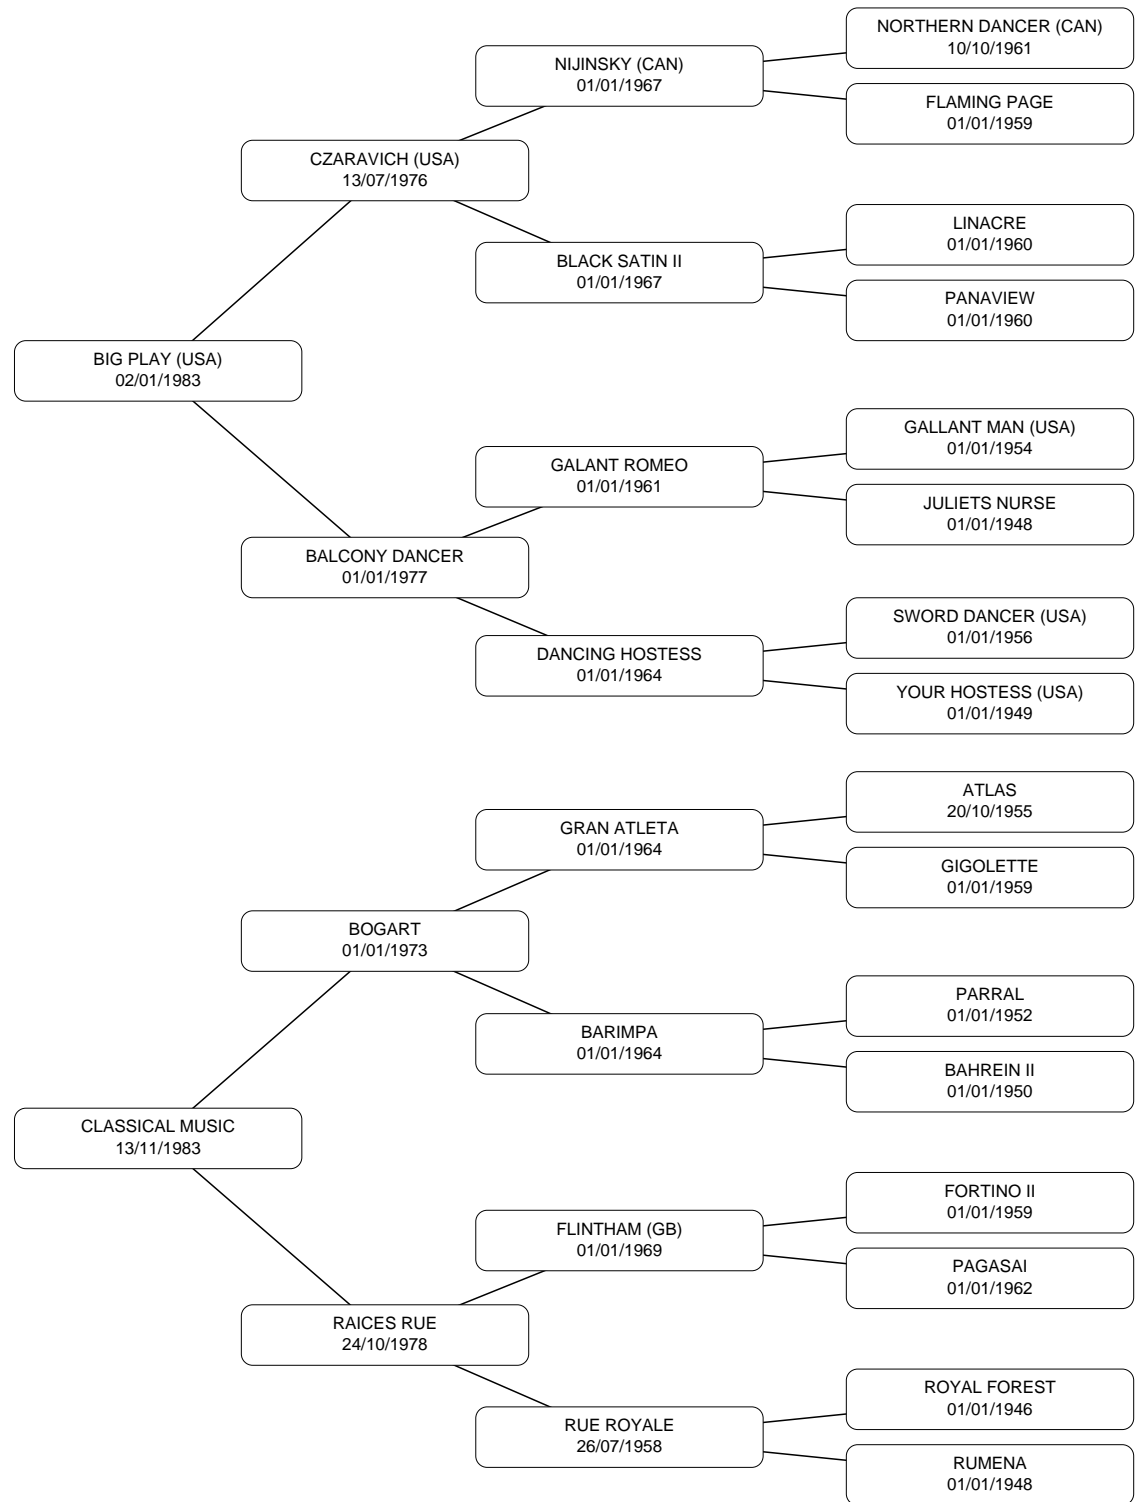 NORTHERN DANCER (CAN)
10/10/1961
NIJINSKY (CAN)
01/01/1967
FLAMING PAGE
01/01/1959
CZARAVICH (USA)
13/07/1976
LINACRE
01/01/1960
BLACK SATIN II
01/01/1967
PANAVIEW
01/01/1960
BIG PLAY (USA)
02/01/1983
GALLANT MAN (USA)
01/01/1954
GALANT ROMEO
01/01/1961
JULIETS NURSE
01/01/1948
BALCONY DANCER
01/01/1977
SWORD DANCER (USA)
01/01/1956
DANCING HOSTESS
01/01/1964
YOUR HOSTESS (USA)
01/01/1949
ATLAS
20/10/1955
GRAN ATLETA
01/01/1964
GIGOLETTE
01/01/1959
BOGART
01/01/1973
PARRAL
01/01/1952
BARIMPA
01/01/1964
BAHREIN II
01/01/1950
CLASSICAL MUSIC
13/11/1983
FORTINO II
01/01/1959
FLINTHAM (GB)
01/01/1969
PAGASAI
01/01/1962
RAICES RUE
24/10/1978
ROYAL FOREST
01/01/1946
RUE ROYALE
26/07/1958
RUMENA
01/01/1948